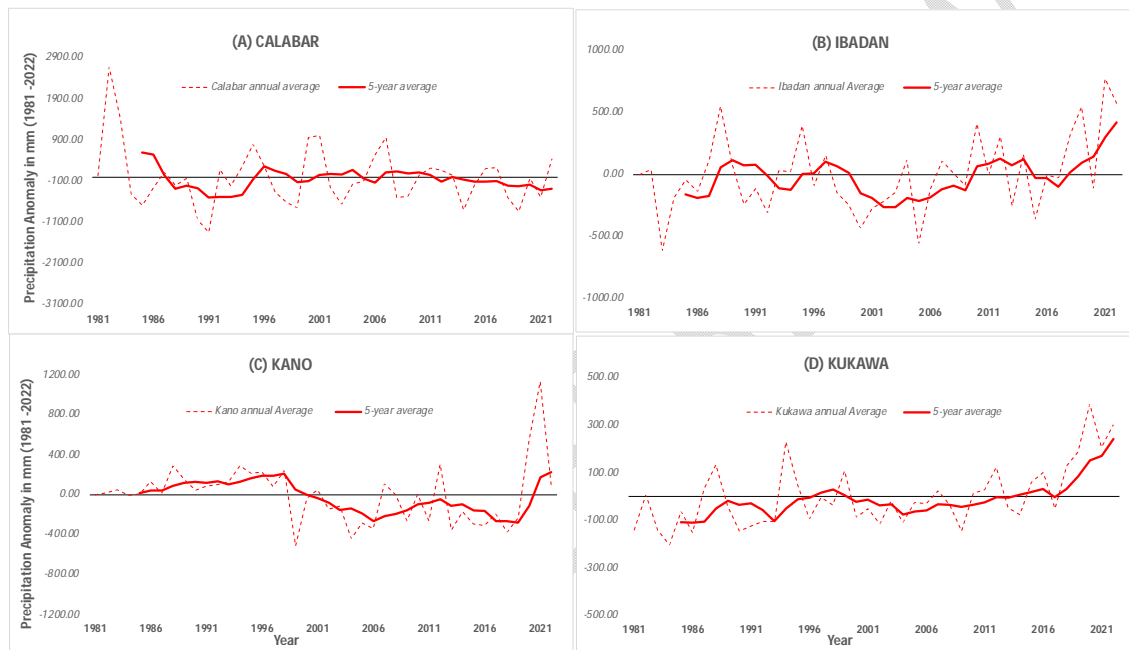 (A) CALABAR
2900.00
1900.00
900.00
-100.00
-1100.00
-2100.00
-3100.00
Precipitation Anomaly in mm (1981 -2022)
Calabar annual average
5-year average
1981 1986 1991 1996 2001 2006 2011 2016 2021
(B) IBADAN
1000.00
500.00
0.00
-500.00
-1000.00
Ibadan annual Average
5-year average
1981 1986 1991 1996 2001 2006 2011 2016 2021
(C) KANO
1200.00
800.00
400.00
0.00
-400.00
-800.00
-1200.00
Precipitation Anomaly in mm (1981 -2022)
Kano annual Average
5-year average
1981 1986 1991 1996 2001 2006 2011 2016 2021
Year
(D) KUKAWA
500.00
300.00
100.00
-100.00
-300.00
-500.00
Kukawa annual Average
5-year average
1981 1986 1991 1996 2001 2006 2011 2016 2021
Year